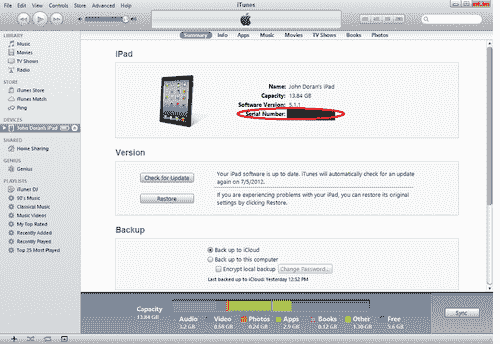 iTunes
File Edit View Controls Store Advanced Help
Summary Info Apps Music Movies TV Shows Books Photos
LIBRARY
Music
Movies
TV Shows
Radio
STORE
iTunes Store
iTunes Match
Ping
DEVICES
John Doran's iPad
SHARED
Home Sharing
GENIUS
Genius
PLAYLISTS
iTunes DJ
90's Music
Classical Music
Music Videos
My Top Rated
Recently Added
Recently Played
Top 25 Most Played
iPad
Name: John Doran's iPad
Capacity: 13.84 GB
Software Version: 5.1.1
Serial Number:
Version
Check for Update
Your iPad software is up to date. iTunes will automatically check for an update
again on 7/5/2012.
Restore
If you are experiencing problems with your iPad, you can restore its original
settings by clicking Restore.
Backup
Back up to iCloud
Back up to this computer
Encrypt local backup Change Password...
Last backed up to iCloud: Yesterday 12:52 PM
Capacity
13.84 GB
Audio Video Photos Apps Books Other Free
3.2 GB 0.24 GB 2.9 GB 1.30 GB 5.6 GB
Sync